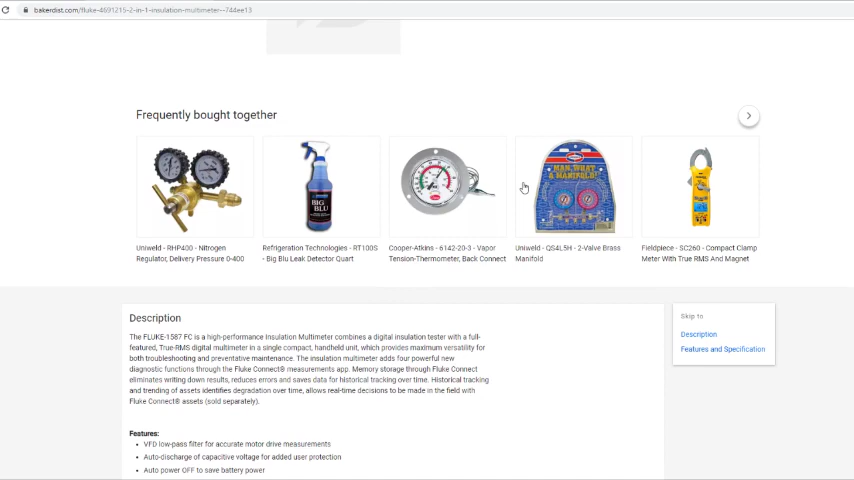 bakerdist.com/fluke-4691215-2-in-1-insulation-multimeter--744ee13
Frequently bought together
BIG
BLU
MAN, WHAT
A MANIFOLD!
Uniweld - RHP400 - Nitrogen
Regulator, Delivery Pressure 0-400
Refrigeration Technologies - RT100S
- Big Blu Leak Detector Quart
Cooper-Atkins - 6142-20-3 - Vapor
Tension-Thermometer, Back Connect
Uniweld - QS4L5H - 2-Valve Brass
Manifold
Fieldpiece - SC260 - Compact Clamp
Meter With True RMS And Magnet
Description
The FLUKE-1587 FC is a high-performance Insulation Multimeter combines a digital insulation tester with a full-
featured, True-RMS digital multimeter in a single compact, handheld unit, which provides maximum versatility for
both troubleshooting and preventative maintenance. The insulation multimeter adds four powerful new
diagnostic functions through the Fluke Connect® measurements app. Memory storage through Fluke Connect
eliminates writing down results, reduces errors and saves data for historical tracking over time. Historical tracking
and trending of assets identifies degradation over time, allows real-time decisions to be made in the field with
Fluke Connect® assets (sold separately).
Features:
• VFD low-pass filter for accurate motor drive measurements
• Auto-discharge of capacitive voltage for added user protection
• Auto power OFF to save battery power
Skip to
Description
Features and Specification